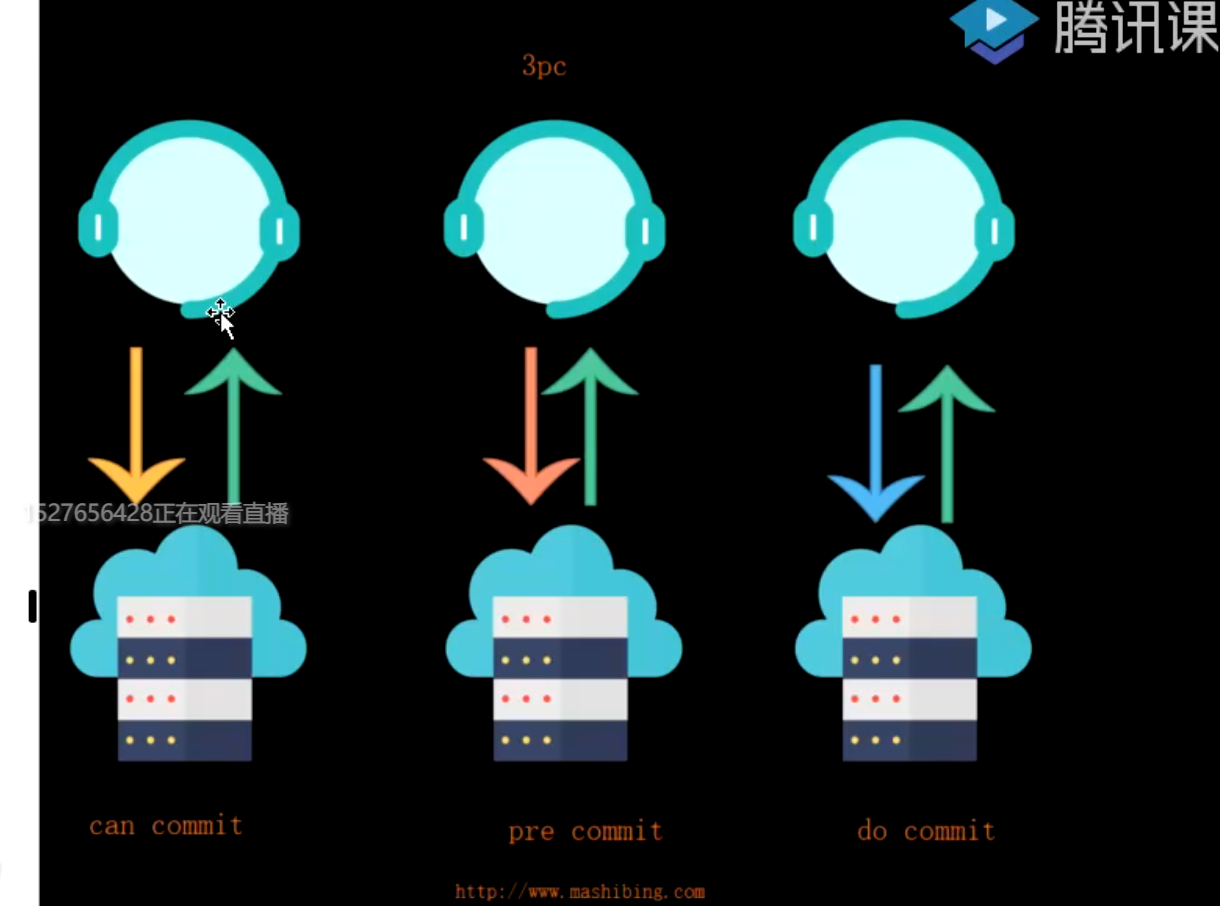 腾讯课
3pc
1527656428正在观看直播
can commit
pre commit
do commit
http://www.mashibing.com